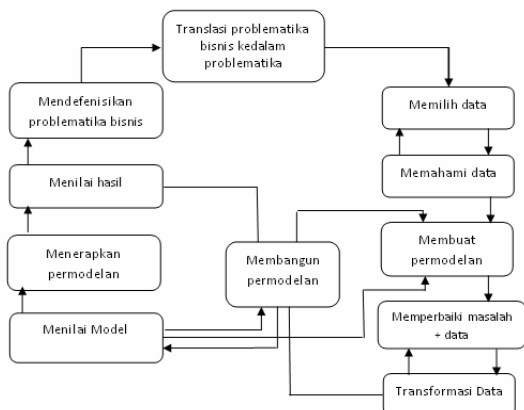 Translasi problematika
bisnis kedalam
problematika
Mendefenisikan
problematika bisnis
Memilih data
Menilai hasil
Memahami data
Menerapkan
permodelan
Membangun
permodelan
Membuat
permodelan
Menilai Model
Memperbaiki masalah
+ data
Transformasi Data